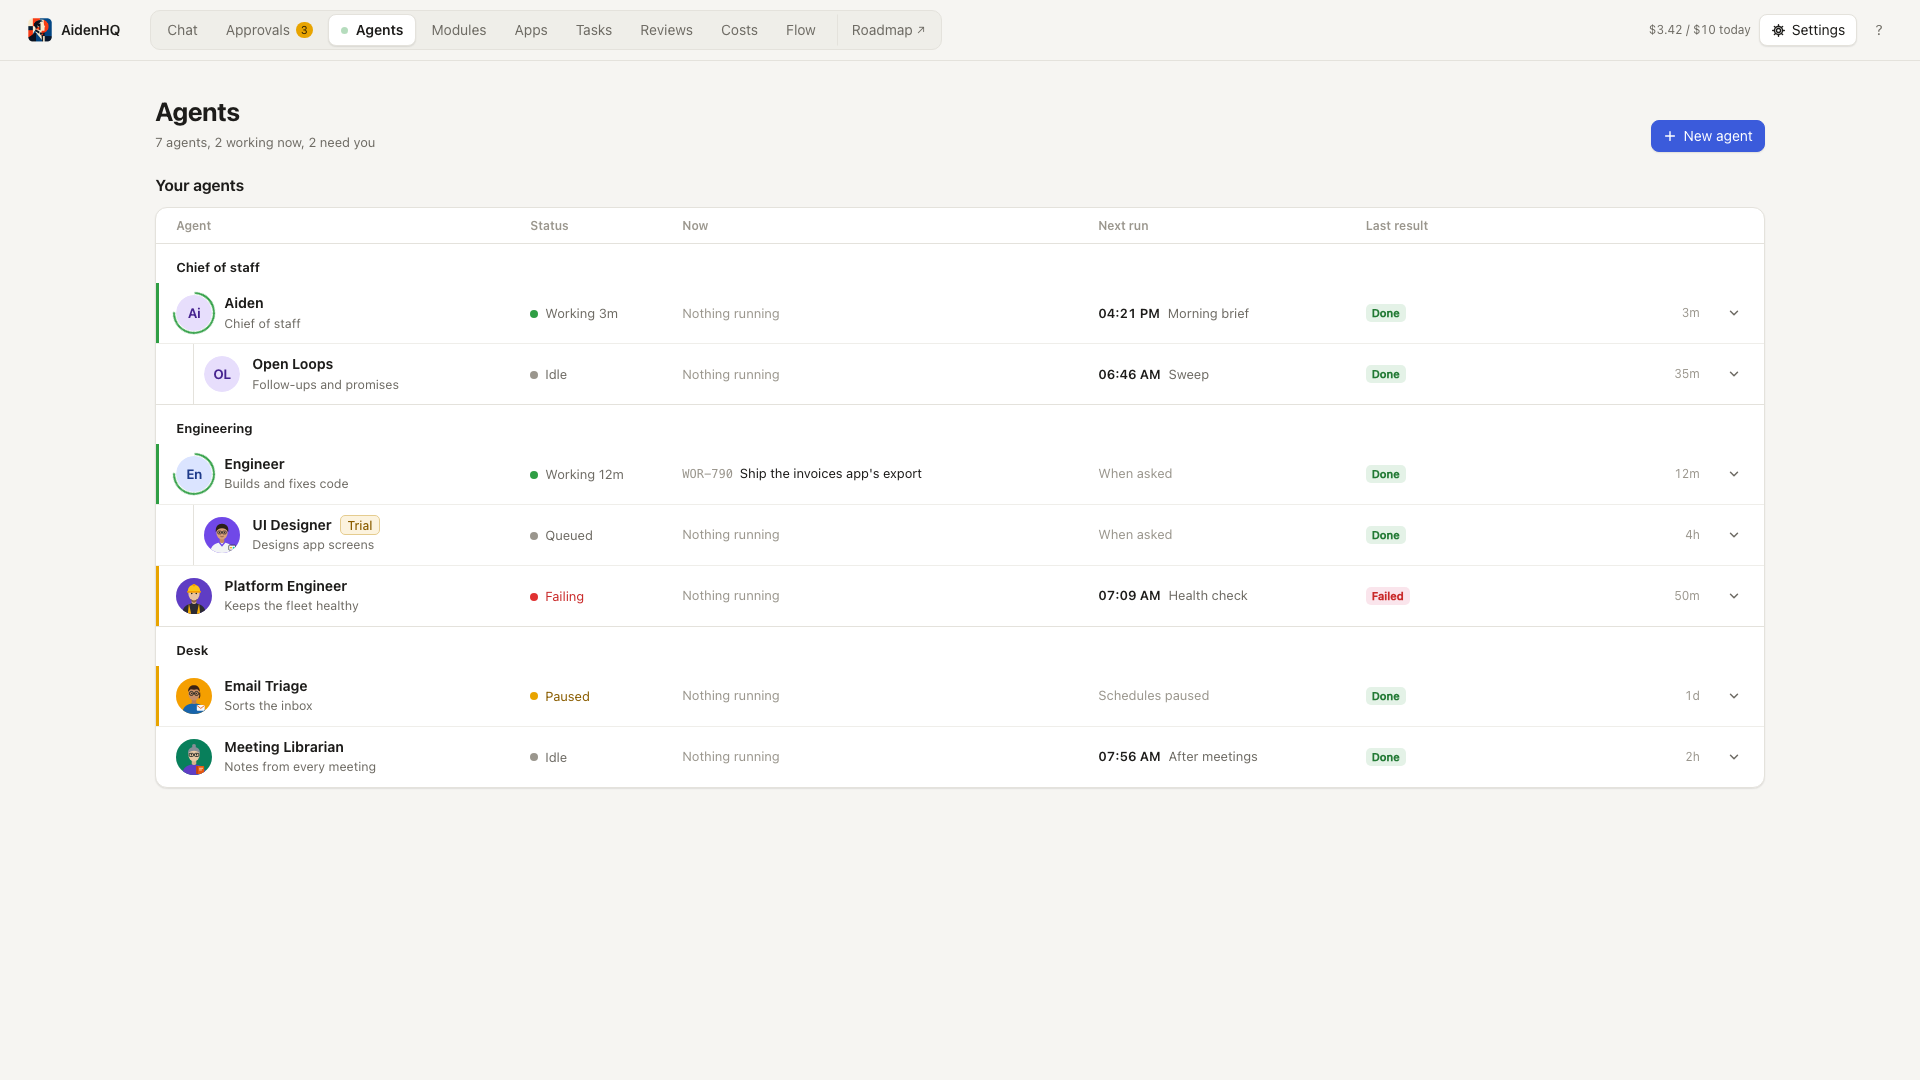 AidenHQ
Chat
Approvals 3
Agents
Modules
Apps
Tasks
Reviews
Costs
Flow
Roadmap ↗
$3.42 / $10 today
Settings
?
Agents
7 agents, 2 working now, 2 need you
+ New agent
Your agents
Agent Status Now Next run Last result
Chief of staff
Ai Aiden
Chief of staff
Working 3m Nothing running 04:21 PM Morning brief Done 3m
OL Open Loops
Follow-ups and promises
Idle Nothing running 06:46 AM Sweep Done 35m
Engineering
En Engineer
Builds and fixes code
Working 12m WOR-790 Ship the invoices app's export When asked Done 12m
UI Designer Trial
Designs app screens
Queued Nothing running When asked Done 4h
Platform Engineer
Keeps the fleet healthy
Failing Nothing running 07:09 AM Health check Failed 50m
Desk
Email Triage
Sorts the inbox
Paused Nothing running Schedules paused Done 1d
Meeting Librarian
Notes from every meeting
Idle Nothing running 07:56 AM After meetings Done 2h